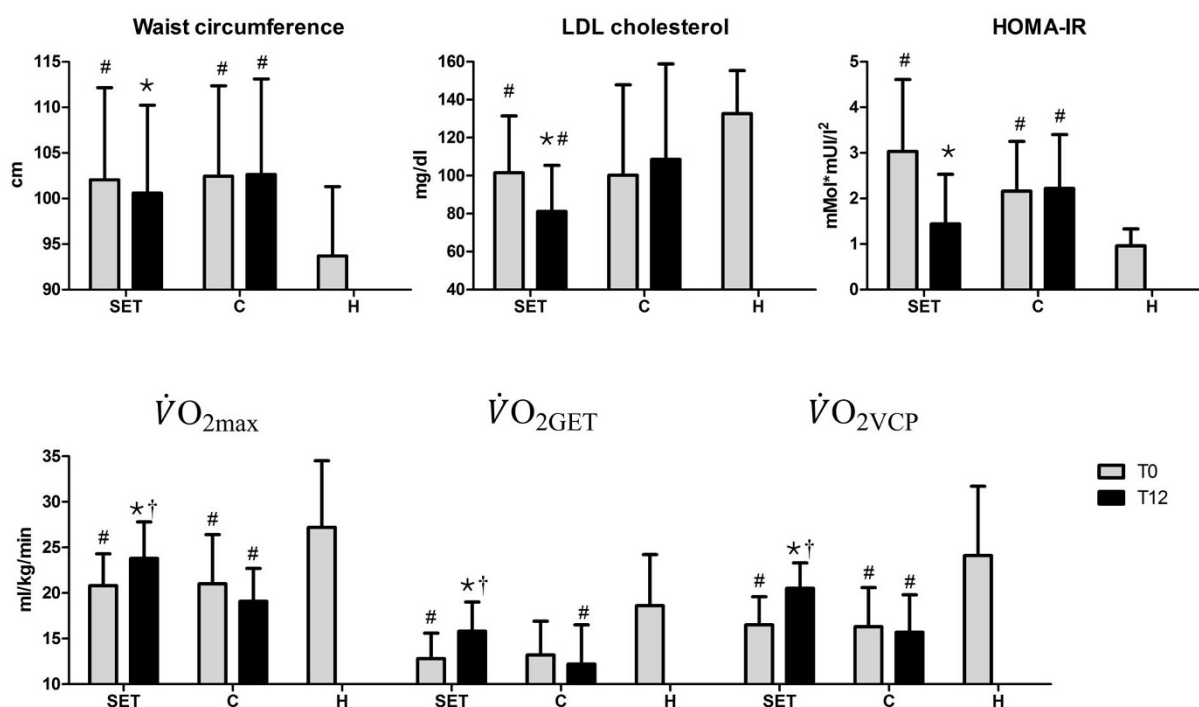 Waist circumference
LDL cholesterol
HOMA-IR
115
110
105
100
95
90
cm
#
*
#
#
SET
C
H
160
140
120
100
80
60
40
mg/dl
#
*#
SET
C
H
5
4
3
2
1
0
mMol*mUI/l²
#
*
#
#
SET
C
H
V̇O₂max
V̇O₂GET
V̇O₂VCP
35
30
25
20
15
10
ml/kg/min
#
*†
#
#
#
*†
#
#
*†
#
#
SET
C
H
SET
C
H
SET
C
H
T0
T12